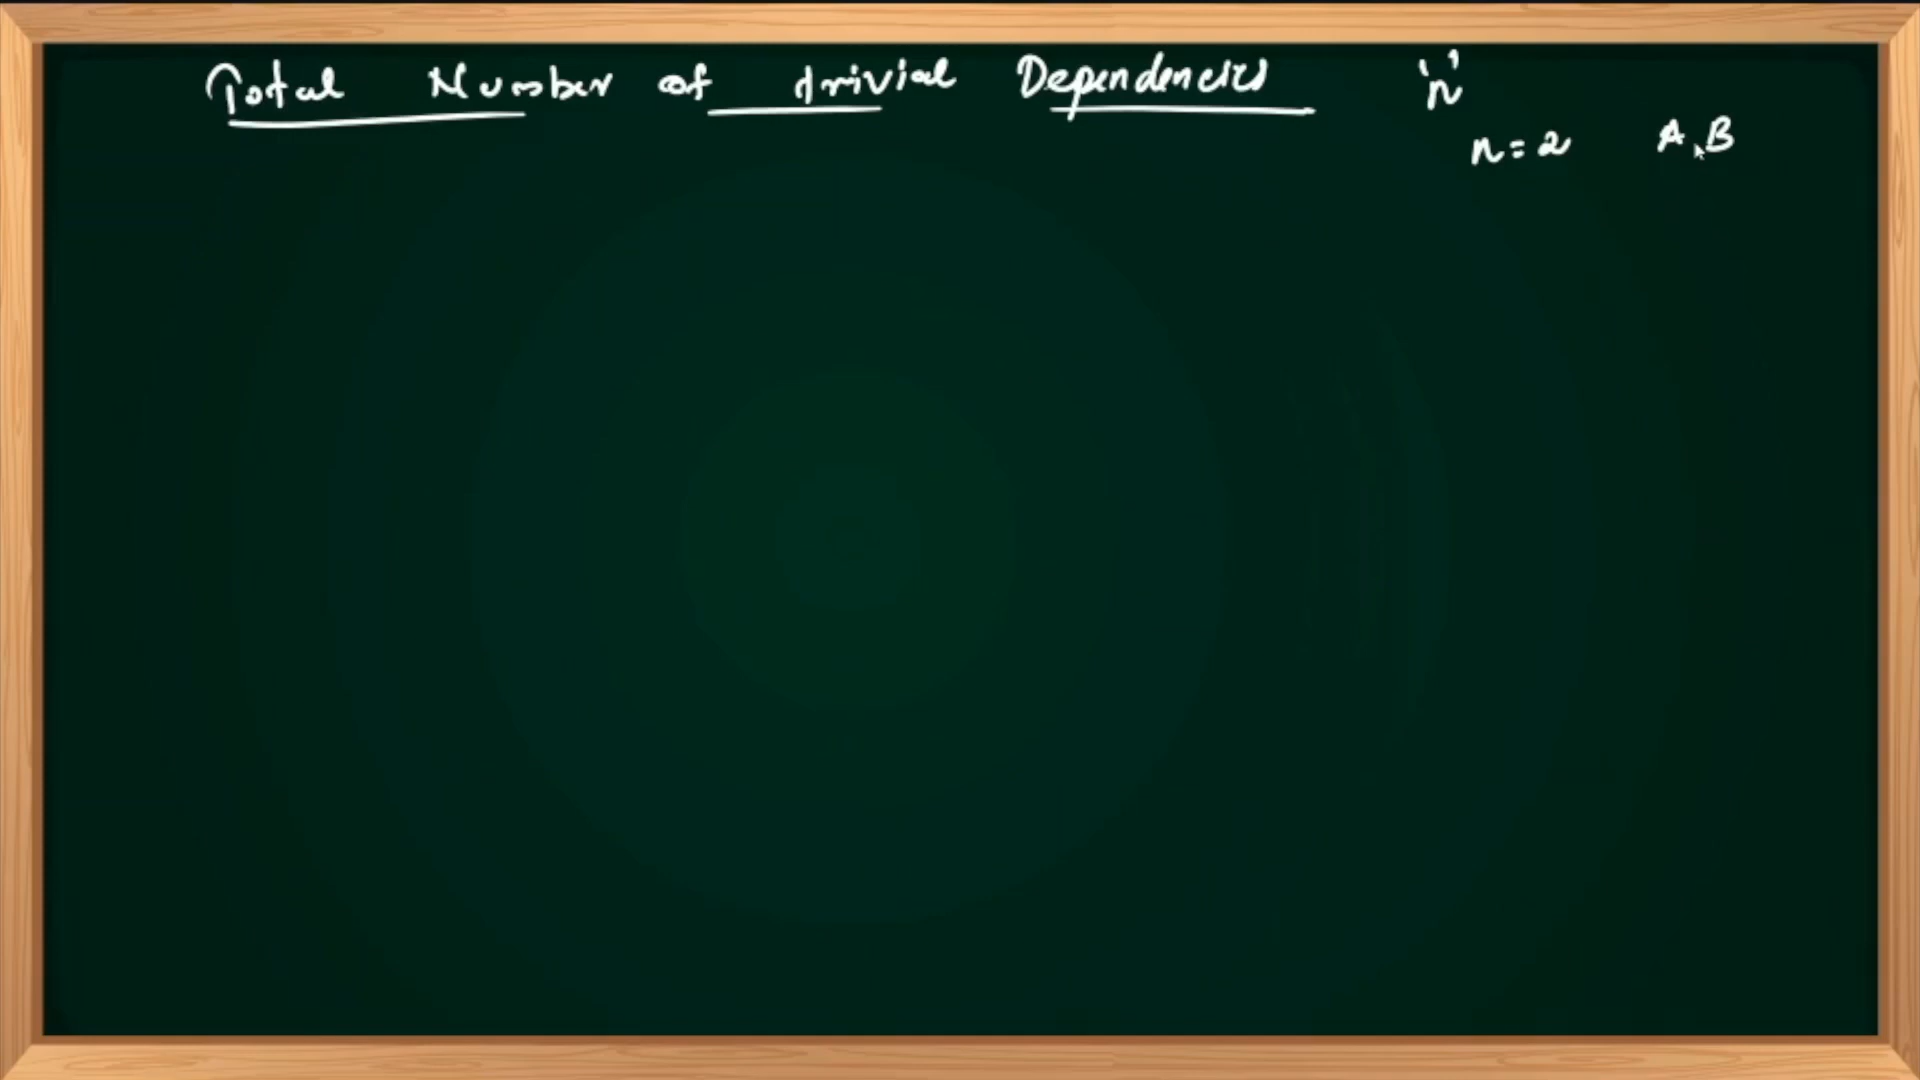 Total Number of trivial Dependencies 'n'
n=2 A,B